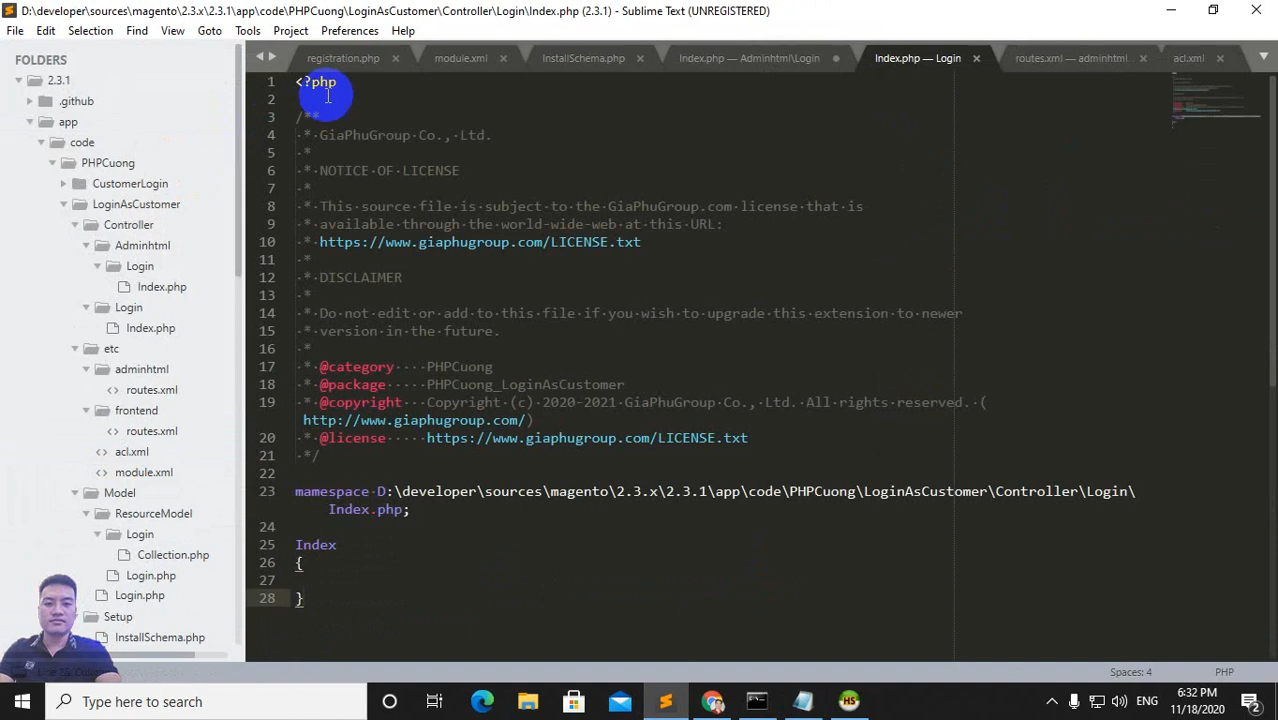 D:\developer\sources\magento\2.3.x\2.3.1\app\code\PHPCuong\LoginAsCustomer\Controller\Login\Index.php (2.3.1) - Sublime Text (UNREGISTERED)
File Edit Selection Find View Goto Tools Project Preferences Help
FOLDERS
2.3.1
.github
app
code
PHPCuong
CustomerLogin
LoginAsCustomer
Controller
Adminhtml
Login
Index.php
Login
Index.php
etc
adminhtml
routes.xml
frontend
routes.xml
acl.xml
module.xml
Model
ResourceModel
Login
Collection.php
Login.php
Login.php
Setup
InstallSchema.php
registration.php module.xml InstallSchema.php Index.php — Adminhtml\Login Index.php — Login routes.xml — adminhtml acl.xml
1 <?php
2
3 /**
4 * GiaPhuGroup Co., Ltd.
5 *
6 * NOTICE OF LICENSE
7 *
8 * This source file is subject to the GiaPhuGroup.com license that is
9 * available through the world-wide-web at this URL:
10 * https://www.giaphugroup.com/LICENSE.txt
11 *
12 * DISCLAIMER
13 *
14 * Do not edit or add to this file if you wish to upgrade this extension to newer
15 * version in the future.
16 *
17 * @category PHPCuong
18 * @package PHPCuong_LoginAsCustomer
19 * @copyright Copyright (c) 2020-2021 GiaPhuGroup Co., Ltd. All rights reserved. (
http://www.giaphugroup.com/)
20 * @license https://www.giaphugroup.com/LICENSE.txt
21 */
22
23 mamespace D:\developer\sources\magento\2.3.x\2.3.1\app\code\PHPCuong\LoginAsCustomer\Controller\Login\
Index.php;
24
25 Index
26 {
27
28 }
Spaces: 4 PHP
Type here to search
ENG
6:32 PM
11/18/2020
2